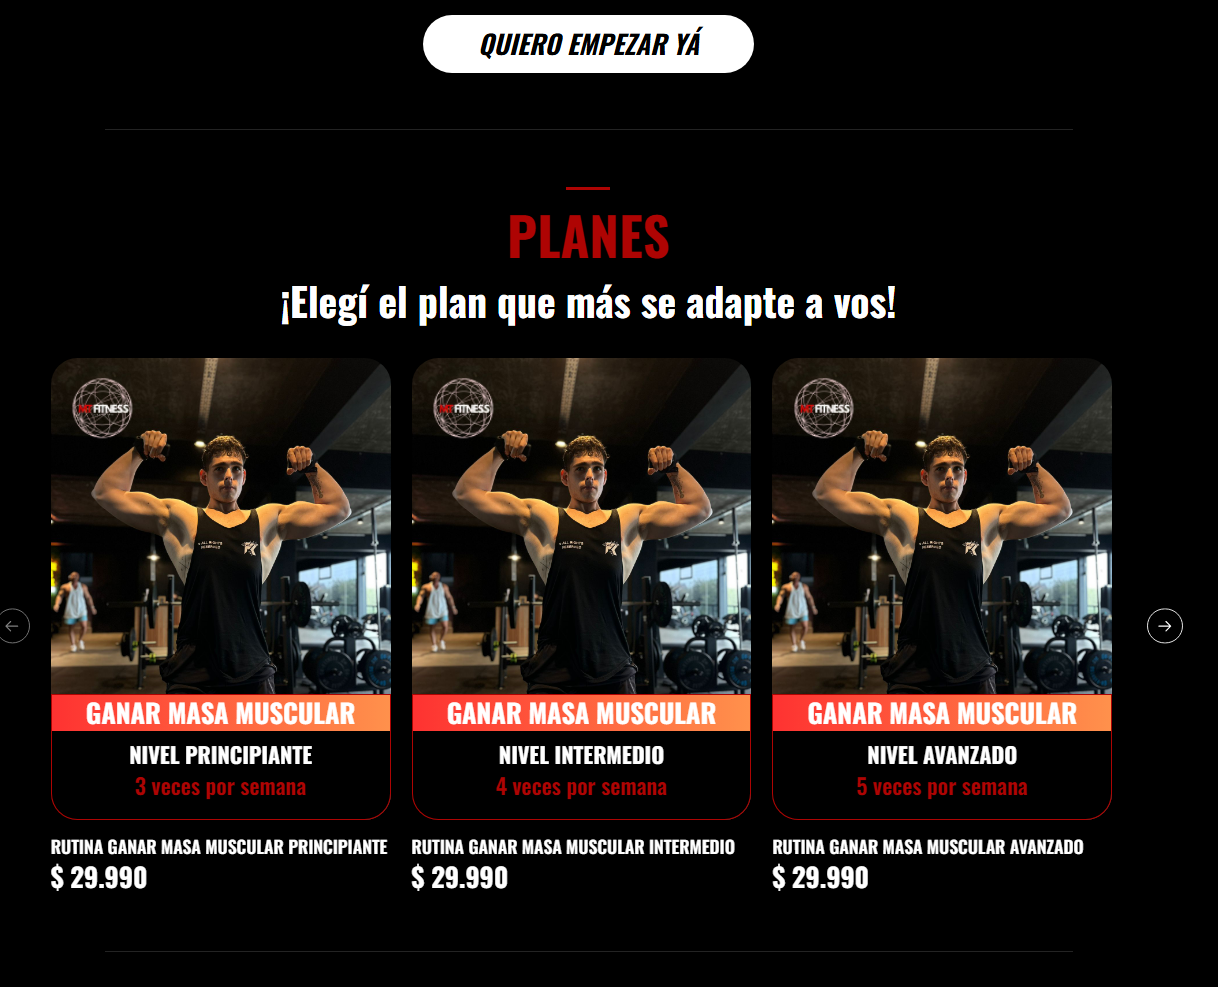 QUIERO EMPEZAR YÁ
PLANES
¡Elegí el plan que más se adapte a vos!
FITNESS
FITNESS
FITNESS
GANAR MASA MUSCULAR
NIVEL PRINCIPIANTE
3 veces por semana
RUTINA GANAR MASA MUSCULAR PRINCIPIANTE
$ 29.990
GANAR MASA MUSCULAR
NIVEL INTERMEDIO
4 veces por semana
RUTINA GANAR MASA MUSCULAR INTERMEDIO
$ 29.990
GANAR MASA MUSCULAR
NIVEL AVANZADO
5 veces por semana
RUTINA GANAR MASA MUSCULAR AVANZADO
$ 29.990